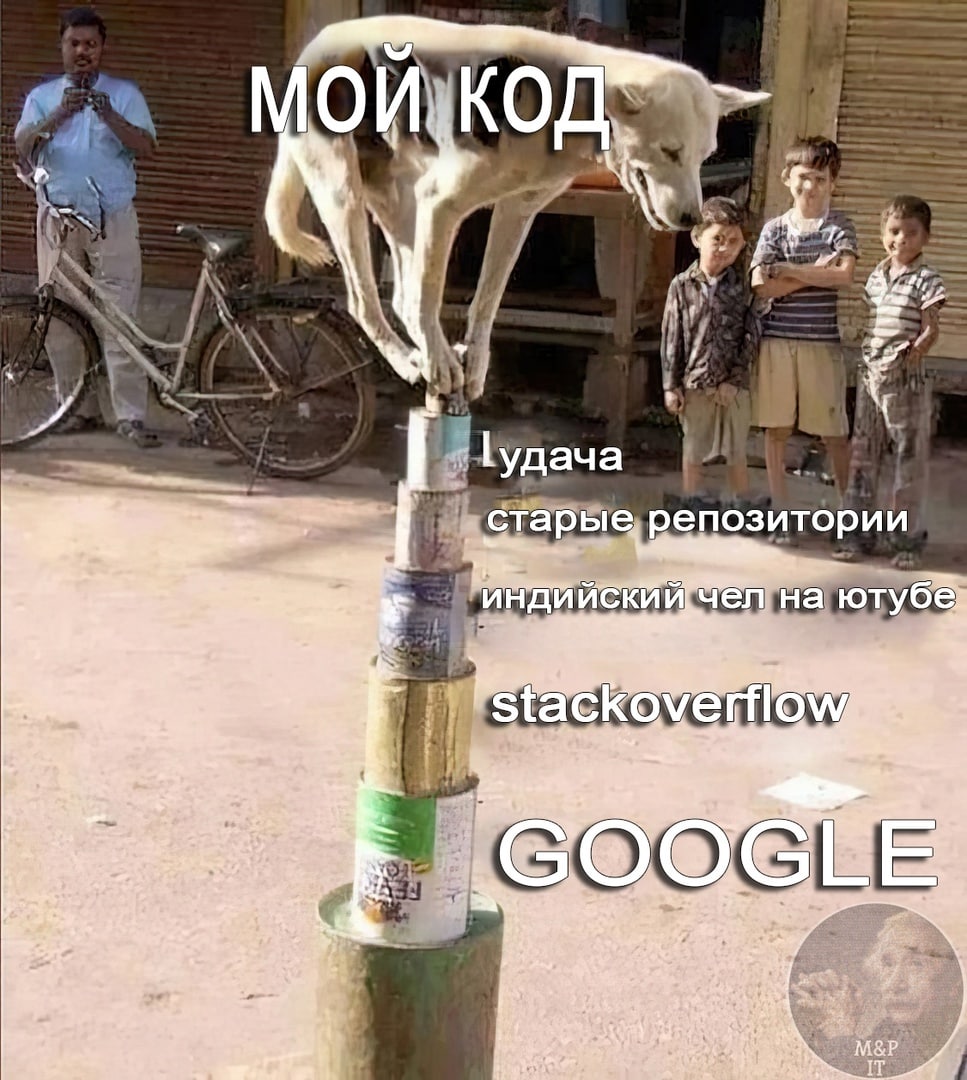 мой код
удача
старые репозитории
индийский чел на ютубе
stackoverflow
GOOGLE
M&P
IT